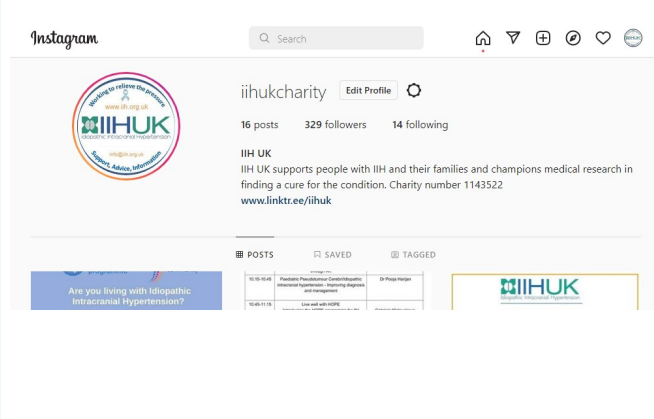 Instagram
Search
IIHUK
Working to relieve the pressure
www.iih.org.uk
IIHUK
Idiopathic Intracranial Hypertension
info@iih.org.uk
Support, Advice, Information
iihukcharity Edit Profile
16 posts 329 followers 14 following
IIH UK
IIH UK supports people with IIH and their families and champions medical research in
finding a cure for the condition. Charity number 1143522
www.linktr.ee/iihuk
POSTS SAVED TAGGED
programme
Are you living with Idiopathic
Intracranial Hypertension?
10.15-10.45 Paediatric Pseudotumour Cerebri/Idiopathic Dr Pooja Harijan
intracranial hypertension - Improving diagnosis
and management
10.45-11.15 Live well with HOPE
IIHUK
Idiopathic Intracranial Hypertension